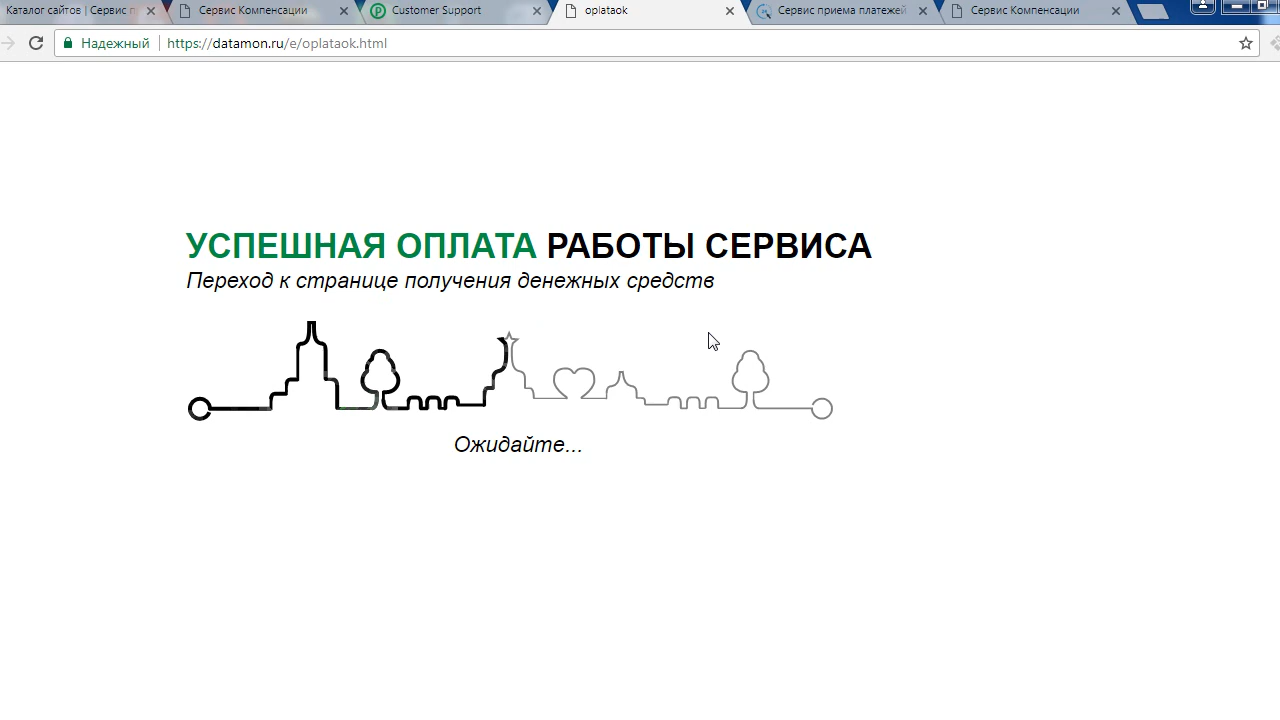 Каталог сайтов | Сервис п
Сервис Компенсации
Customer Support
oplataok
Сервис приема платежей
Сервис Компенсации
Надежный
https://datamon.ru/e/oplataok.html
УСПЕШНАЯ ОПЛАТА РАБОТЫ СЕРВИСА
Переход к странице получения денежных средств
Ожидайте...